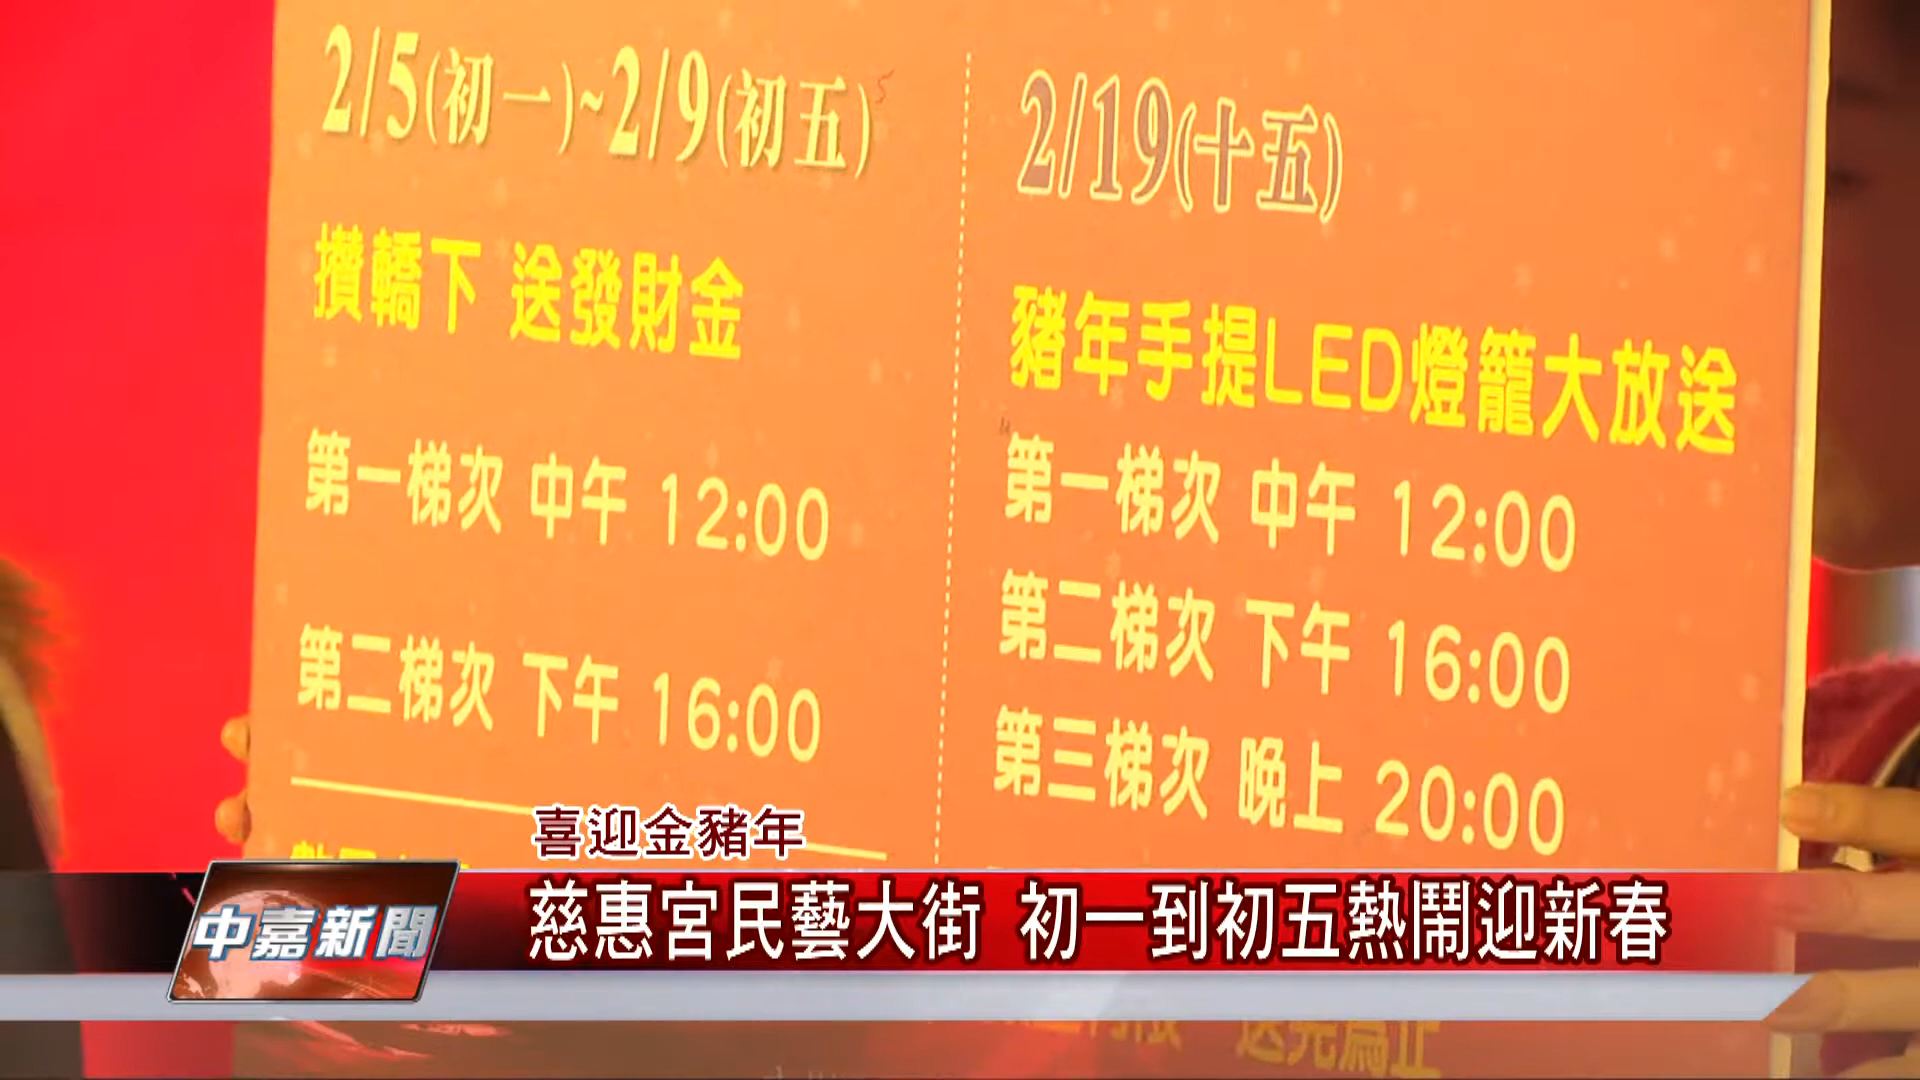 2/5(初一)~2/9(初五)
攢轎下 送發財金
第一梯次 中午 12:00
第二梯次 下午 16:00
2/19(十五)
豬年手提LED燈籠大放送
第一梯次 中午 12:00
第二梯次 下午 16:00
第三梯次 晚上 20:00
送完為止
喜迎金豬年
中嘉新聞
慈惠宮民藝大街 初一到初五熱鬧迎新春